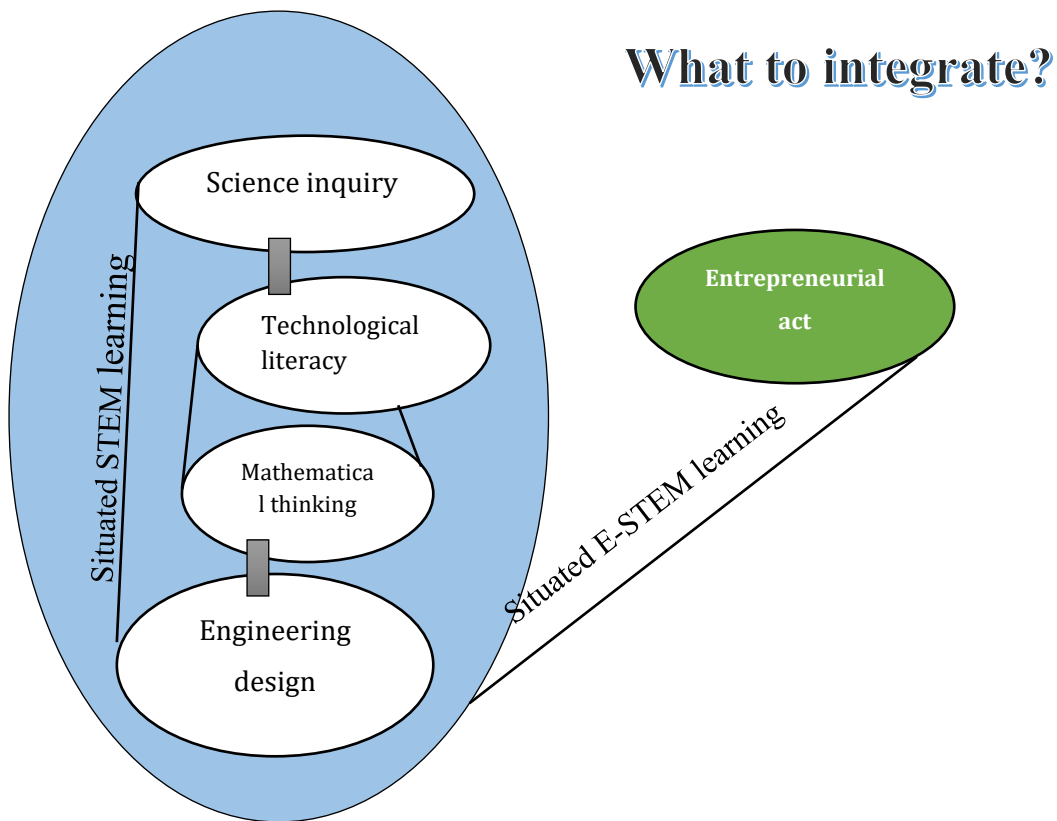 What to integrate?
Science inquiry
Technological
literacy
Mathematica
l thinking
Engineering
design
Situated STEM learning
Entrepreneurial
act
Situated E-STEM learning